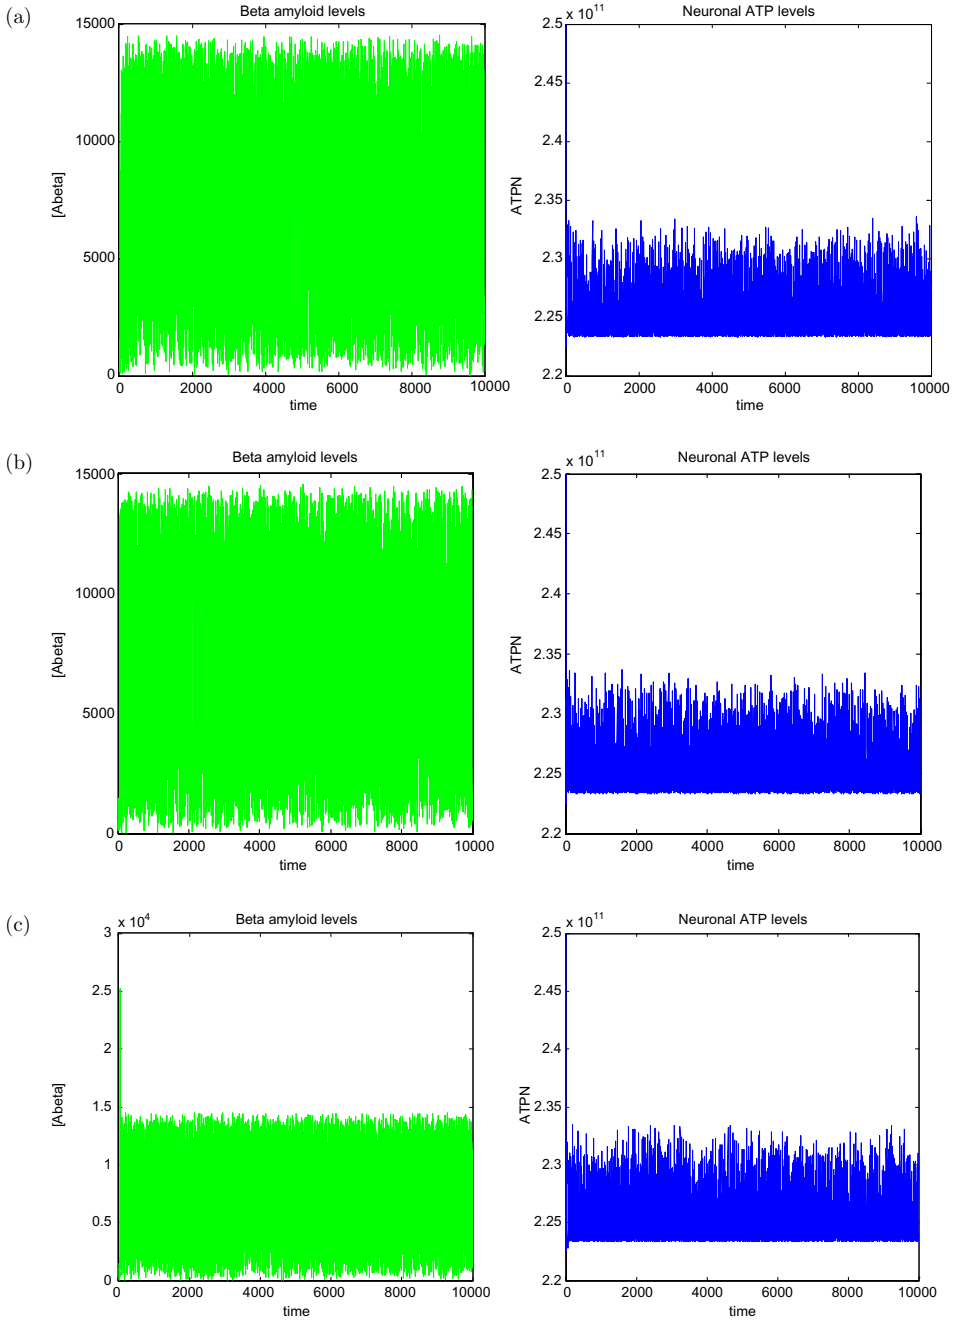 (a)
Beta amyloid levels
15000
10000
5000
0
[Abeta]
0 2000 4000 6000 8000 10000
time
Neuronal ATP levels
x 10^11
2.5
2.45
2.4
2.35
2.3
2.25
2.2
ATPN
0 2000 4000 6000 8000 10000
time
(b)
Beta amyloid levels
15000
10000
5000
0
[Abeta]
0 2000 4000 6000 8000 10000
time
Neuronal ATP levels
x 10^11
2.5
2.45
2.4
2.35
2.3
2.25
2.2
ATPN
0 2000 4000 6000 8000 10000
time
(c)
Beta amyloid levels
x 10^4
3
2.5
2
1.5
1
0.5
0
[Abeta]
0 2000 4000 6000 8000 10000
time
Neuronal ATP levels
x 10^11
2.5
2.45
2.4
2.35
2.3
2.25
2.2
ATPN
0 2000 4000 6000 8000 10000
time